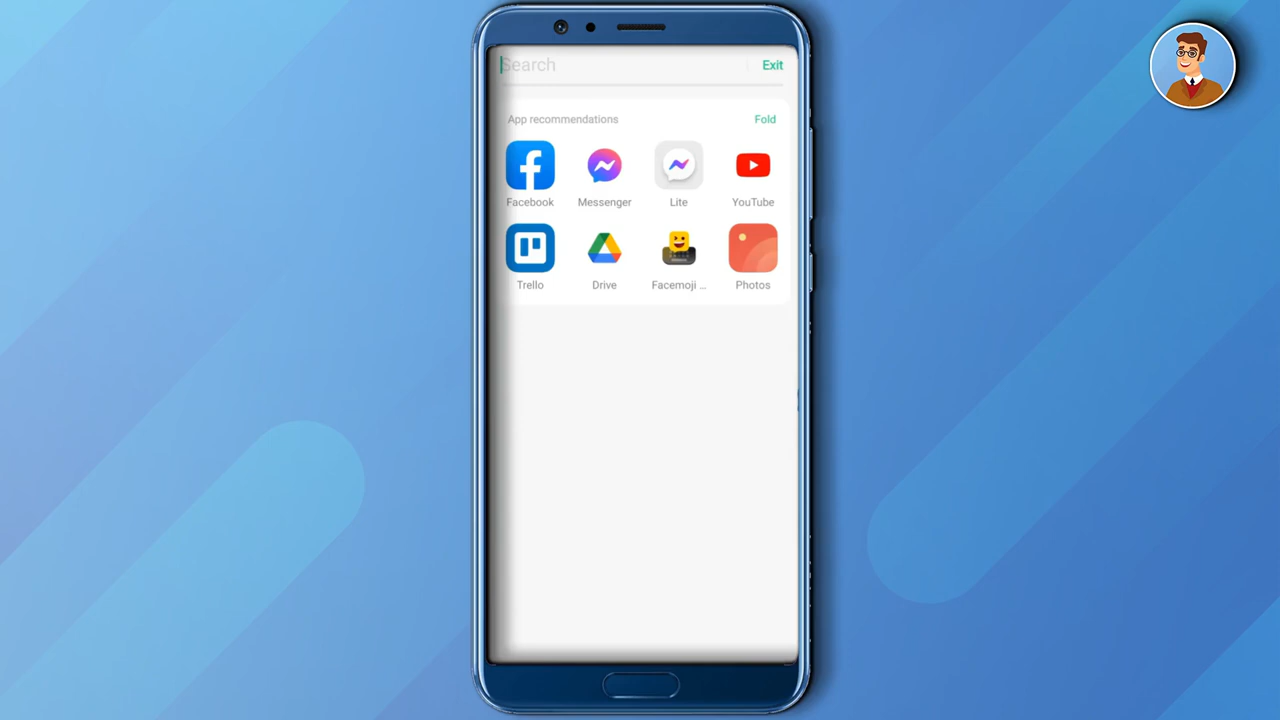 Search Exit
App recommendations Fold
Facebook Messenger Lite YouTube
Trello Drive Facemoji ... Photos